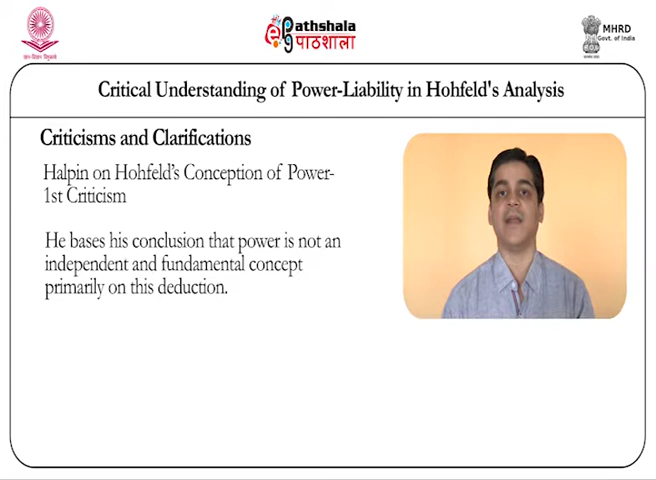 ePathshala
पाठशाला
MHRD
Govt. of India
Critical Understanding of Power-Liability in Hohfeld's Analysis
Criticisms and Clarifications
Halpin on Hohfeld's Conception of Power-
1st Criticism
He bases his conclusion that power is not an
independent and fundamental concept
primarily on this deduction.